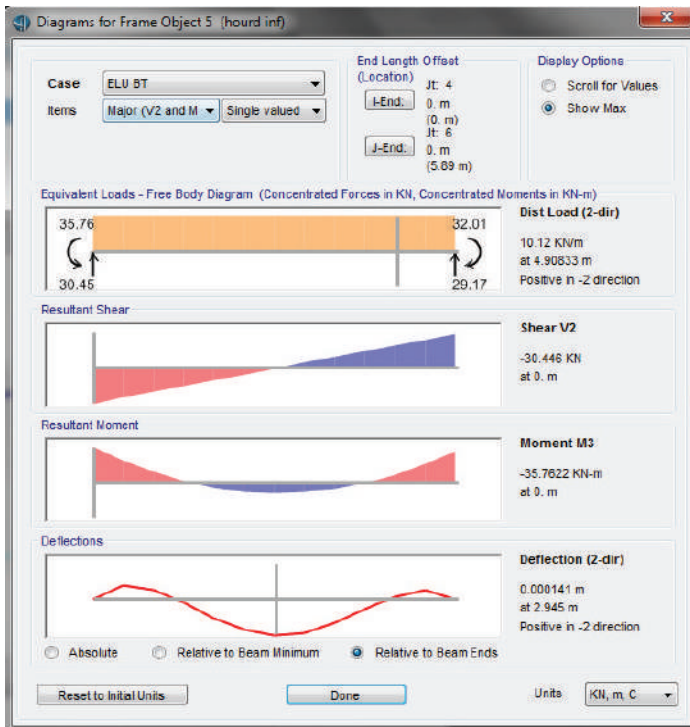 Diagrams for Frame Object 5 (hourd inf)
Case ELU BT
Items Major (V2 and M Single valued
End Length Offset
(Location)
Jt: 4
I-End: 0. m
(0. m)
Jt: 6
J-End: 0. m
(5.89 m)
Display Options
Scroll for Values
Show Max
Equivalent Loads - Free Body Diagram (Concentrated Forces in KN, Concentrated Moments in KN-m)
35.76 32.01
30.45 29.17
Dist Load (2-dir)
10.12 KN/m
at 4.90833 m
Positive in -2 direction
Resultant Shear
Shear V2
-30.446 KN
at 0. m
Resultant Moment
Moment M3
-35.7622 KN-m
at 0. m
Deflections
Deflection (2-dir)
0.000141 m
at 2.945 m
Positive in -2 direction
Absolute Relative to Beam Minimum Relative to Beam Ends
Reset to Initial Units Done Units KN, m, C